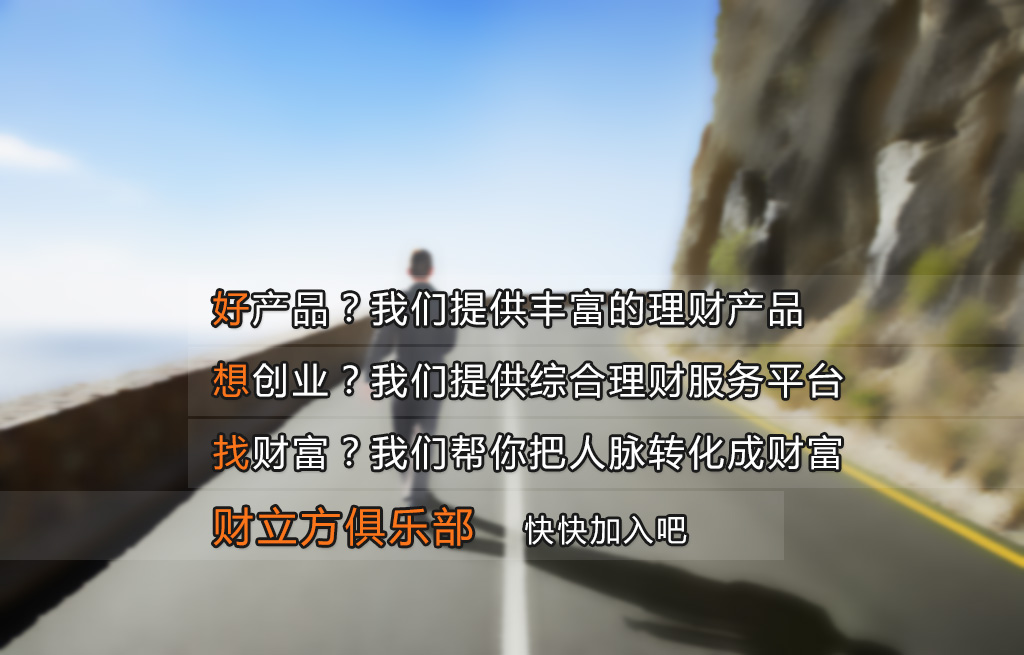 好产品？我们提供丰富的理财产品
想创业？我们提供综合理财服务平台
找财富？我们帮你把人脉转化成财富
财立方俱乐部 快快加入吧